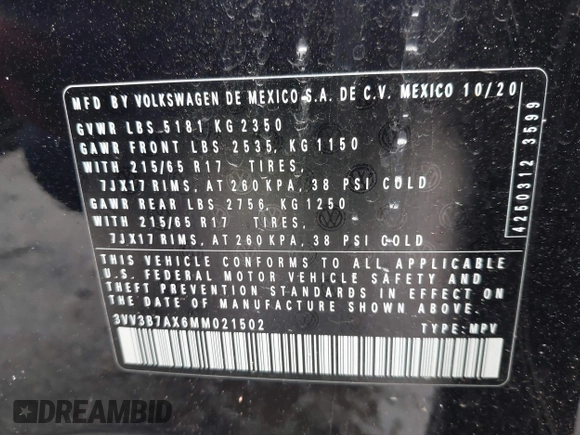 MFD BY VOLKSWAGEN DE MEXICO S.A. DE C.V. MEXICO 10/20
GVWR LBS 5181 KG 2350
GAWR FRONT LBS 2535, KG 1150
WITH 215/65 R17 TIRES,
7JX17 RIMS, AT 260 KPA, 38 PSI COLD
GAWR REAR LBS 2756, KG 1250
WITH 215/65 R17 TIRES,
7JX17 RIMS, AT 260 KPA, 38 PSI COLD
THIS VEHICLE CONFORMS TO ALL APPLICABLE
U.S. FEDERAL MOTOR VEHICLE SAFETY AND
THEFT PREVENTION STANDARDS IN EFFECT ON
THE DATE OF MANUFACTURE SHOWN ABOVE.
3VV3B7AX6MM021502 TYPE: MPV
4250312 3599
DREAMBID